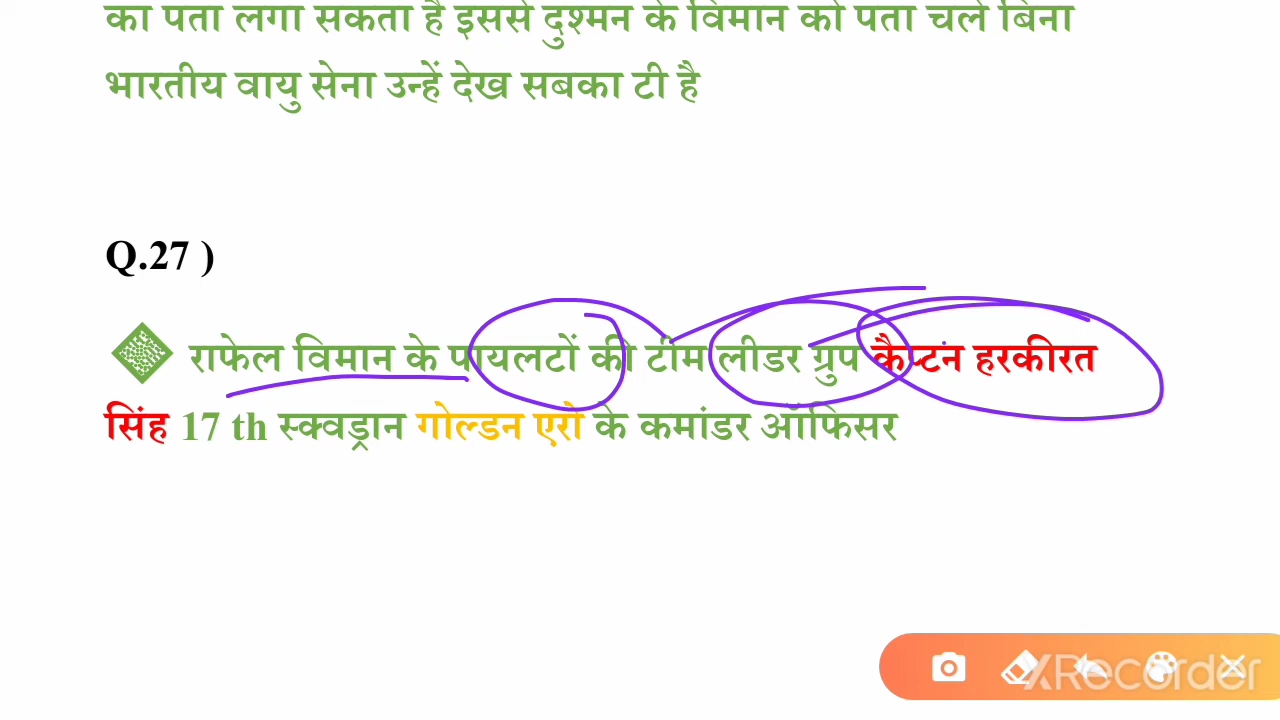 का पता लगा सकता है इससे दुश्मन के विमान को पता चले बिना
भारतीय वायु सेना उन्हें देख सबका टी है
Q.27 )
राफेल विमान के पायलटों की टीम लीडर ग्रुप कैप्टन हरकीरत
सिंह 17 th स्क्वड्रान गोल्डन एरो के कमांडर ऑफिसर
XRecorder